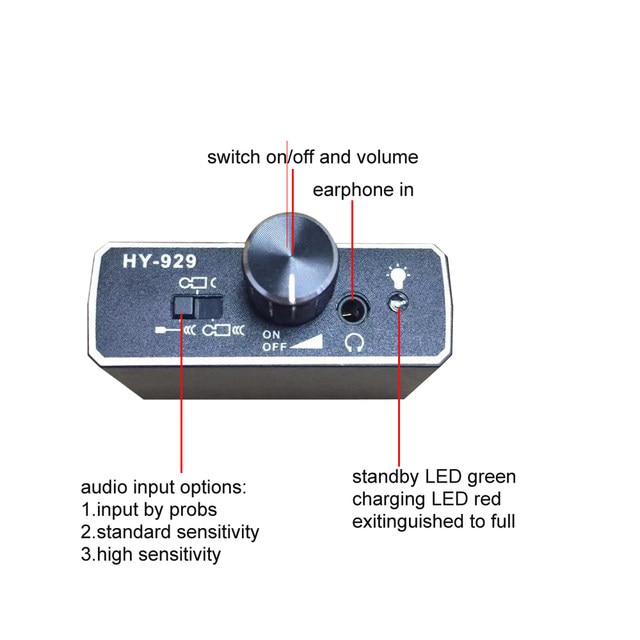 switch on/off and volume
earphone in
HY-929
ON
OFF
audio input options:
1.input by probs
2.standard sensitivity
3.high sensitivity
standby LED green
charging LED red
exitinguished to full